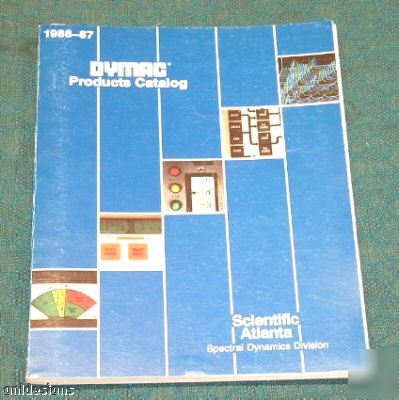 1986-87
DYMAC®
Products Catalog
Scientific
Atlanta
Spectral Dynamics Division